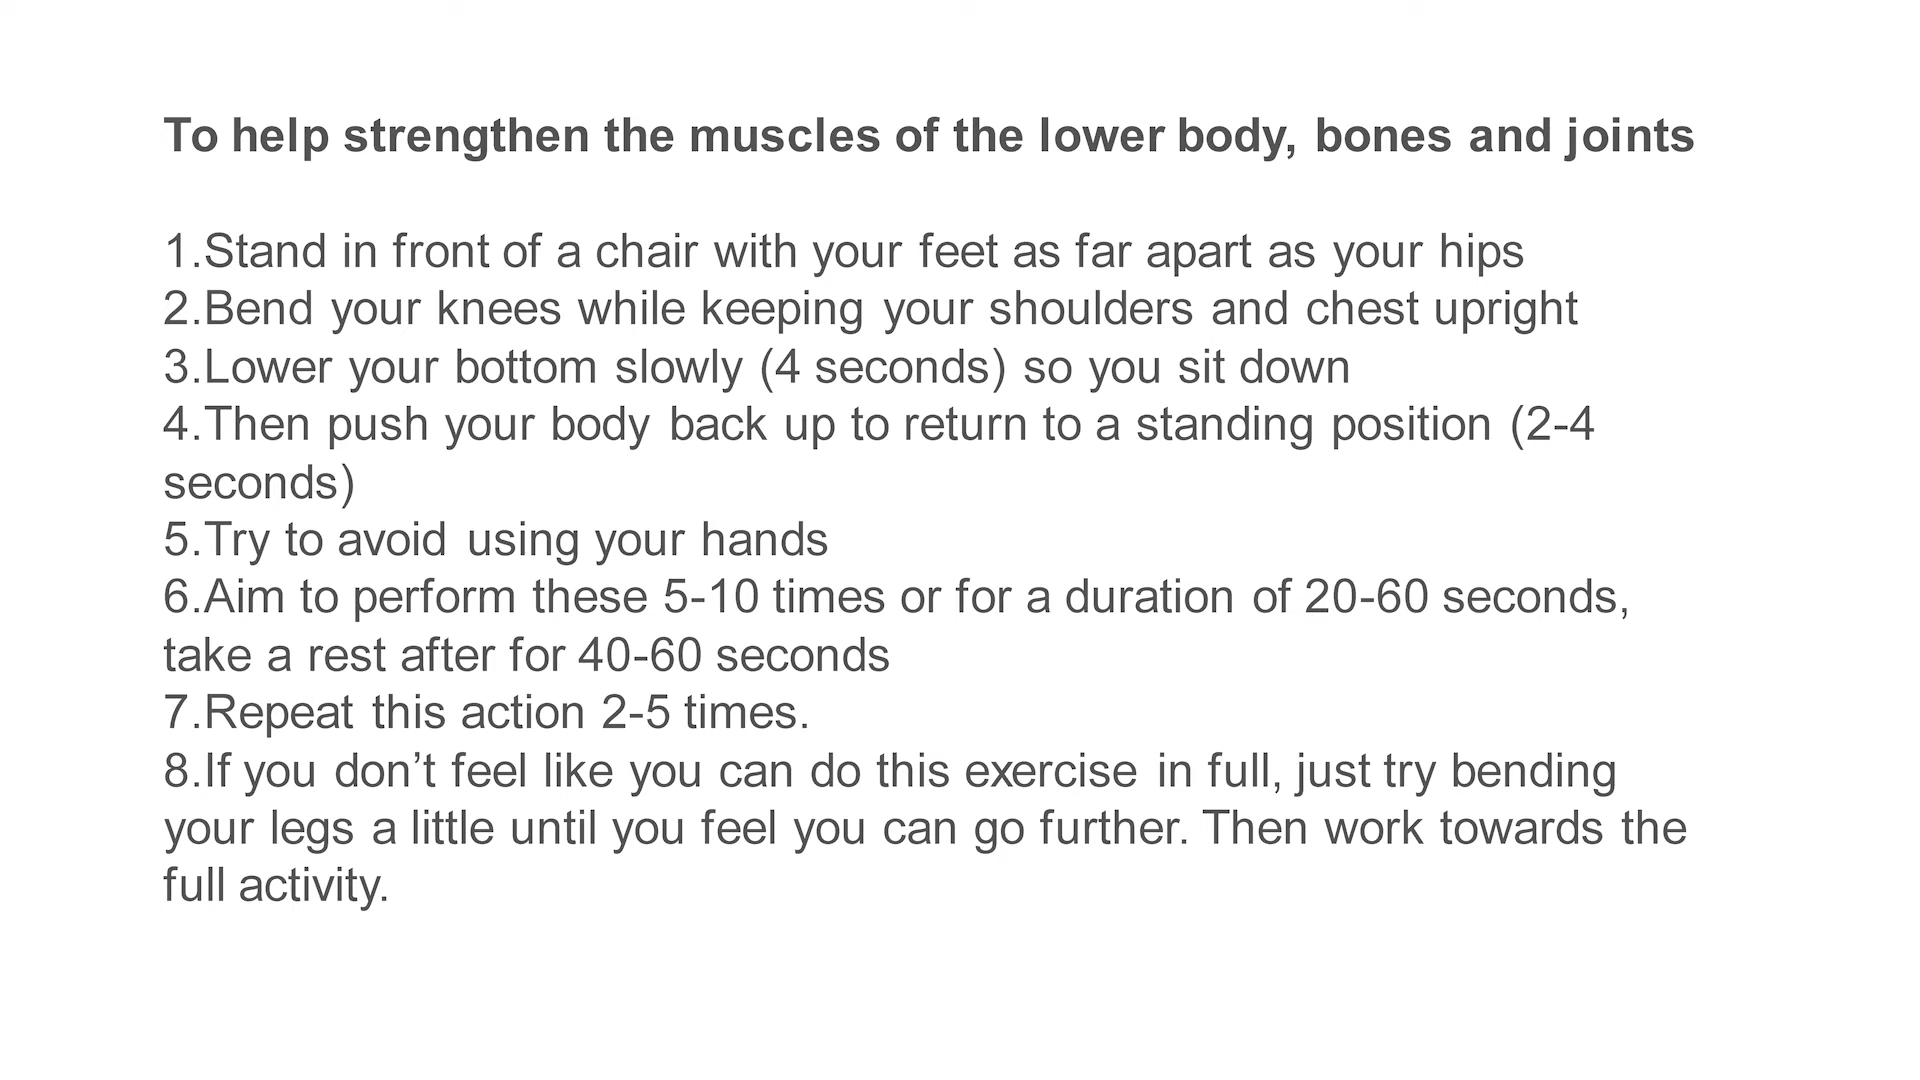 To help strengthen the muscles of the lower body, bones and joints
1.Stand in front of a chair with your feet as far apart as your hips
2.Bend your knees while keeping your shoulders and chest upright
3.Lower your bottom slowly (4 seconds) so you sit down
4.Then push your body back up to return to a standing position (2-4
seconds)
5.Try to avoid using your hands
6.Aim to perform these 5-10 times or for a duration of 20-60 seconds,
take a rest after for 40-60 seconds
7.Repeat this action 2-5 times.
8.If you don’t feel like you can do this exercise in full, just try bending
your legs a little until you feel you can go further. Then work towards the
full activity.